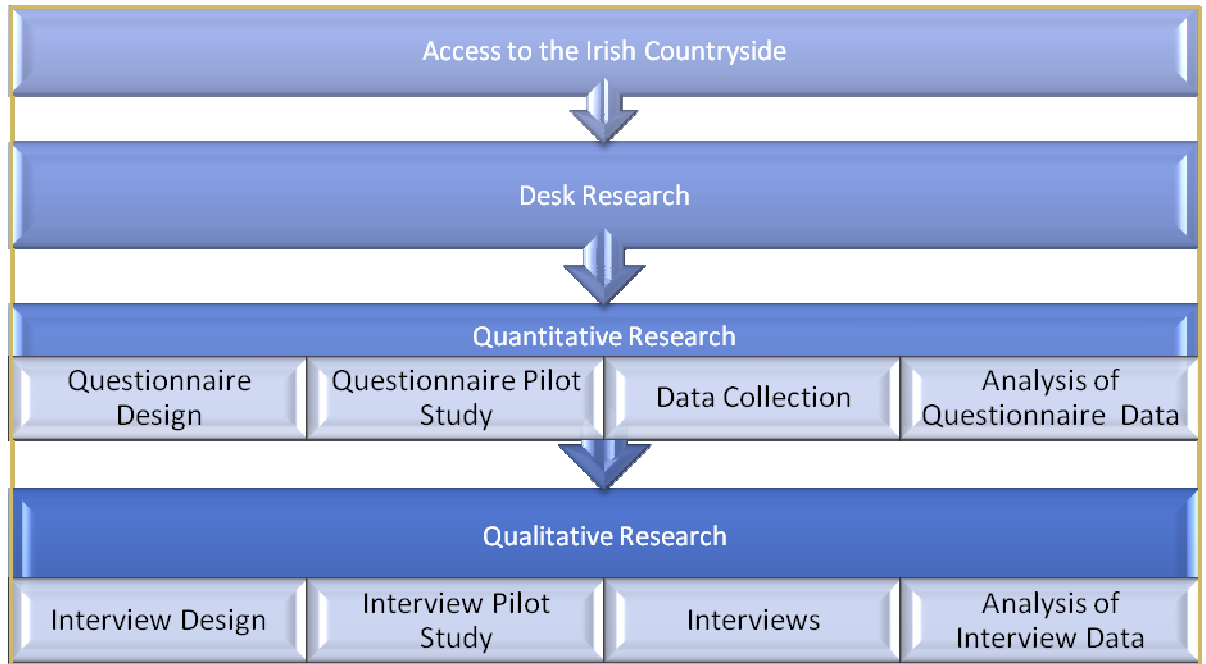 Access to the Irish Countryside
Desk Research
Quantitative Research
Questionnaire
Design
Questionnaire Pilot
Study
Data Collection
Analysis of
Questionnaire Data
Qualitative Research
Interview Design
Interview Pilot
Study
Interviews
Analysis of
Interview Data